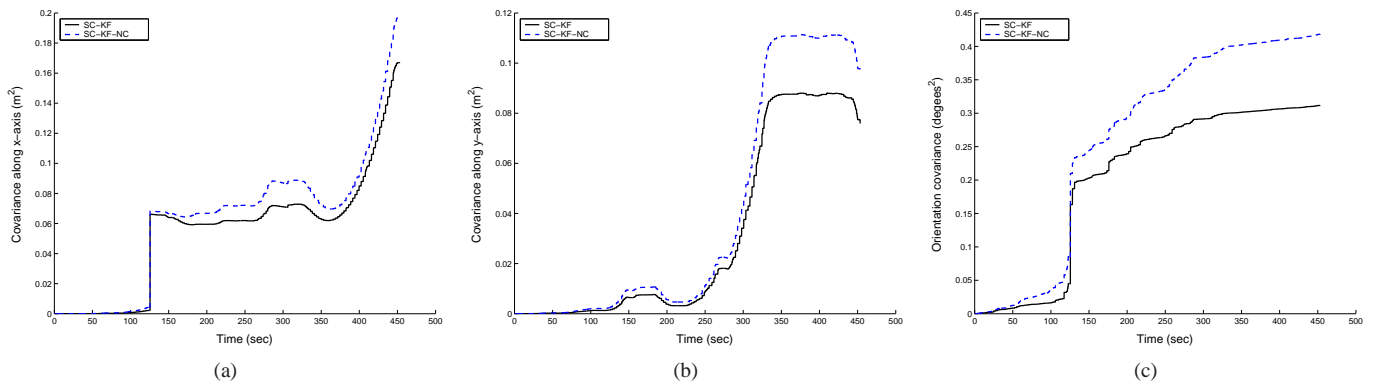 SC−KF
SC−KF−NC
Covariance along x−axis (m²)
0.2
0.18
0.16
0.14
0.12
0.1
0.08
0.06
0.04
0.02
0
0 50 100 150 200 250 300 350 400 450 500
Time (sec)
(a)
SC−KF
SC−KF−NC
Covariance along y−axis (m²)
0.12
0.1
0.08
0.06
0.04
0.02
0
0 50 100 150 200 250 300 350 400 450 500
Time (sec)
(b)
SC−KF
SC−KF−NC
Orientation covariance (degrees²)
0.45
0.4
0.35
0.3
0.25
0.2
0.15
0.1
0.05
0
0 50 100 150 200 250 300 350 400 450 500
Time (sec)
(c)